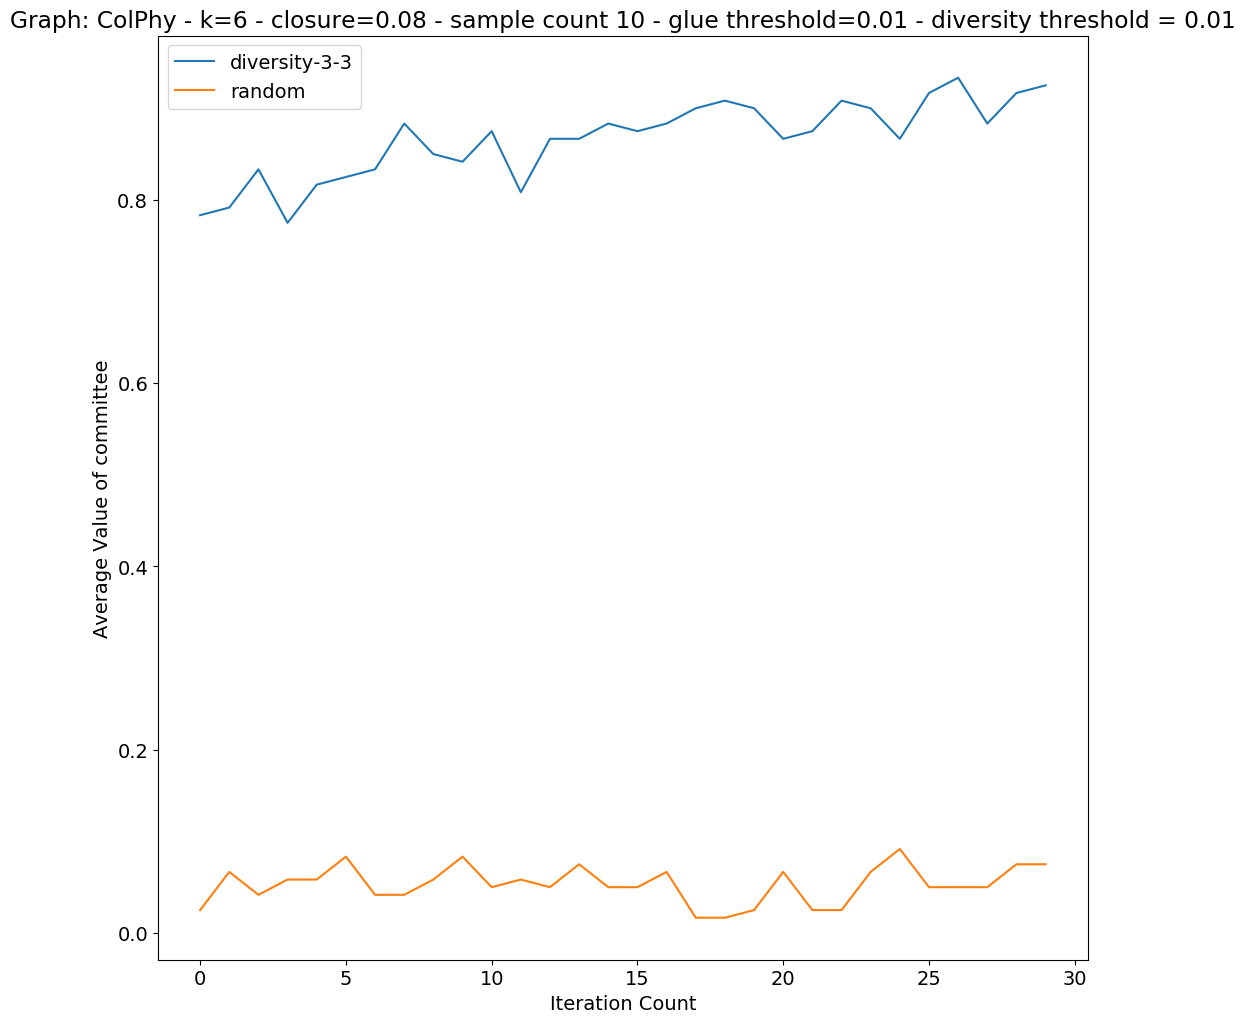 Graph: ColPhy - k=6 - closure=0.08 - sample count 10 - glue threshold=0.01 - diversity threshold = 0.01
diversity-3-3
random
0.8
0.6
0.4
0.2
0.0
Average Value of committee
0 5 10 15 20 25 30
Iteration Count